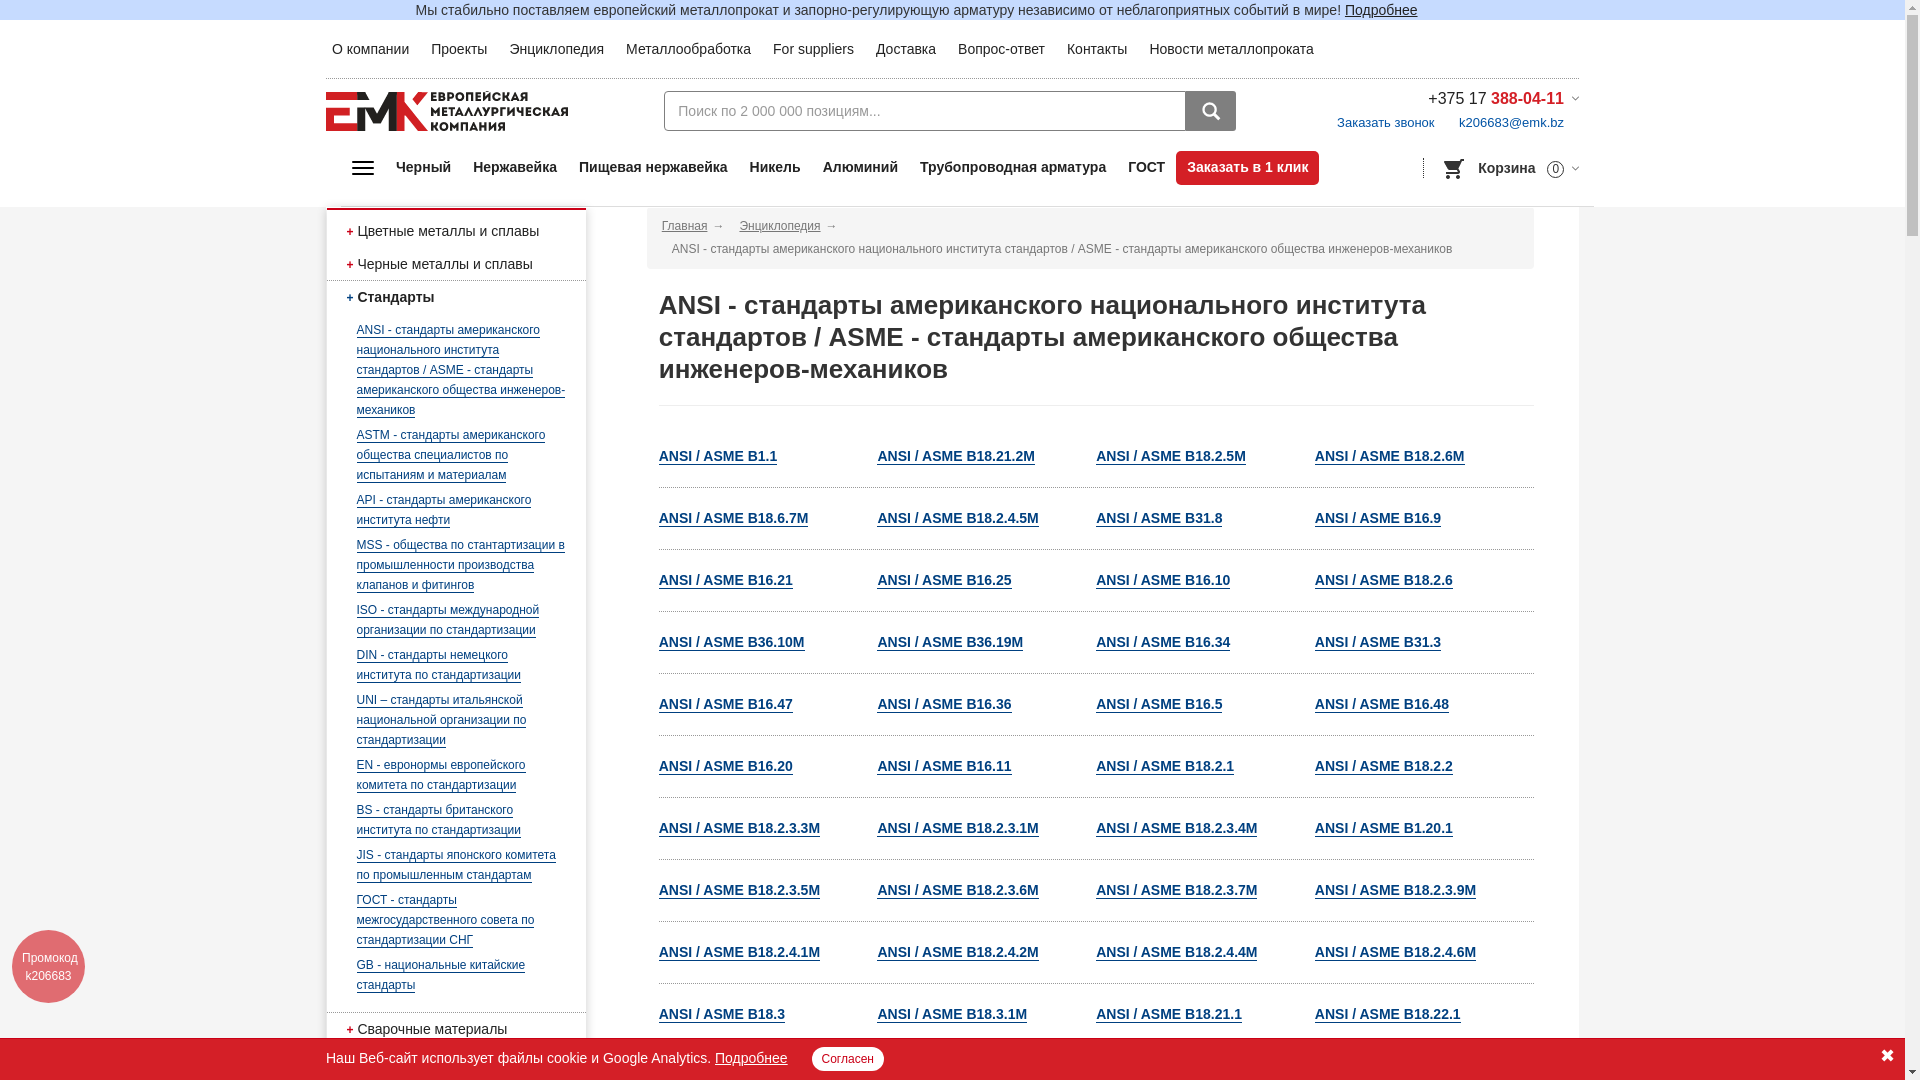 Мы стабильно поставляем европейский металлопрокат и запорно-регулирующую арматуру независимо от неблагоприятных событий в мире! Подробнее
О компании Проекты Энциклопедия Металлообработка For suppliers Доставка Вопрос-ответ Контакты Новости металлопроката
EMK ЕВРОПЕЙСКАЯ
МЕТАЛЛУРГИЧЕСКАЯ
КОМПАНИЯ
Поиск по 2 000 000 позициям...
+375 17 388-04-11
Заказать звонок k206683@emk.bz
Черный Нержавейка Пищевая нержавейка Никель Алюминий Трубопроводная арматура ГОСТ Заказать в 1 клик
Корзина 0
+ Цветные металлы и сплавы
+ Черные металлы и сплавы
+ Стандарты
ANSI - стандарты американского
национального института
стандартов / ASME - стандарты
американского общества инженеров-
механиков
ASTM - стандарты американского
общества специалистов по
испытаниям и материалам
API - стандарты американского
института нефти
MSS - общества по стантартизации в
промышленности производства
клапанов и фитингов
ISO - стандарты международной
организации по стандартизации
DIN - стандарты немецкого
института по стандартизации
UNI – стандарты итальянской
национальной организации по
стандартизации
EN - евронормы европейского
комитета по стандартизации
BS - стандарты британского
института по стандартизации
JIS - стандарты японского комитета
по промышленным стандартам
ГОСТ - стандарты
межгосударственного совета по
стандартизации СНГ
GB - национальные китайские
стандарты
+ Сварочные материалы
Главная → Энциклопедия →
ANSI - стандарты американского национального института стандартов / ASME - стандарты американского общества инженеров-механиков
ANSI - стандарты американского национального института
стандартов / ASME - стандарты американского общества
инженеров-механиков
ANSI / ASME B1.1 ANSI / ASME B18.21.2M ANSI / ASME B18.2.5M ANSI / ASME B18.2.6M
ANSI / ASME B18.6.7M ANSI / ASME B18.2.4.5M ANSI / ASME B31.8 ANSI / ASME B16.9
ANSI / ASME B16.21 ANSI / ASME B16.25 ANSI / ASME B16.10 ANSI / ASME B18.2.6
ANSI / ASME B36.10M ANSI / ASME B36.19M ANSI / ASME B16.34 ANSI / ASME B31.3
ANSI / ASME B16.47 ANSI / ASME B16.36 ANSI / ASME B16.5 ANSI / ASME B16.48
ANSI / ASME B16.20 ANSI / ASME B16.11 ANSI / ASME B18.2.1 ANSI / ASME B18.2.2
ANSI / ASME B18.2.3.3M ANSI / ASME B18.2.3.1M ANSI / ASME B18.2.3.4M ANSI / ASME B1.20.1
ANSI / ASME B18.2.3.5M ANSI / ASME B18.2.3.6M ANSI / ASME B18.2.3.7M ANSI / ASME B18.2.3.9M
ANSI / ASME B18.2.4.1M ANSI / ASME B18.2.4.2M ANSI / ASME B18.2.4.4M ANSI / ASME B18.2.4.6M
ANSI / ASME B18.3 ANSI / ASME B18.3.1M ANSI / ASME B18.21.1 ANSI / ASME B18.22.1
Промокод
k206683
Наш Веб-сайт использует файлы cookie и Google Analytics. Подробнее Согласен ✖